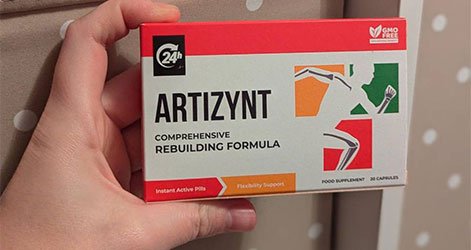 24h
GMO
FREE
ARTIZYNT
COMPREHENSIVE
REBUILDING FORMULA
Instant Active Pills
Flexibility Support
FOOD SUPPLEMENT 20 CAPSULES